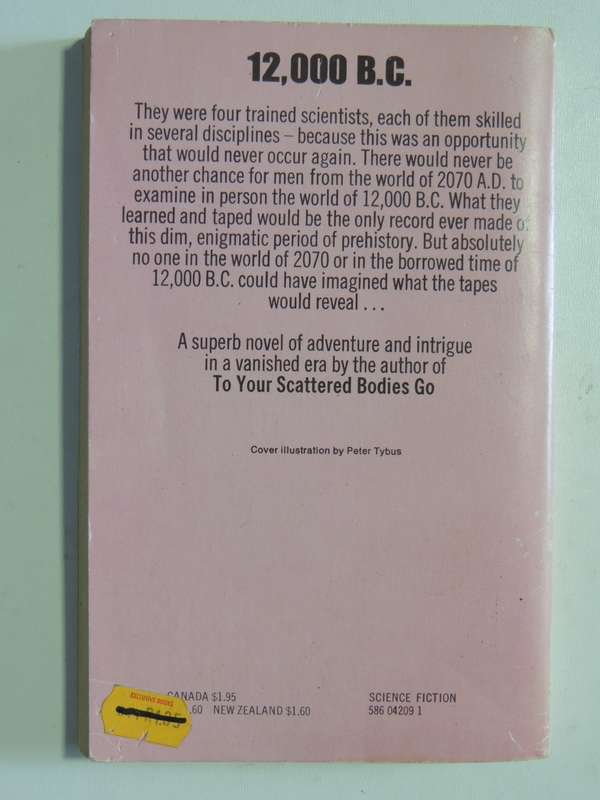 12,000 B.C.
They were four trained scientists, each of them skilled
in several disciplines – because this was an opportunity
that would never occur again. There would never be
another chance for men from the world of 2070 A.D. to
examine in person the world of 12,000 B.C. What they
learned and taped would be the only record ever made of
this dim, enigmatic period of prehistory. But absolutely
no one in the world of 2070 or in the borrowed time of
12,000 B.C. could have imagined what the tapes
would reveal . . .
A superb novel of adventure and intrigue
in a vanished era by the author of
To Your Scattered Bodies Go
Cover illustration by Peter Tybus
CANADA $1.95
.60 NEW ZEALAND $1.60
SCIENCE FICTION
586 04209 1
EXCLUSIVE BOOKS